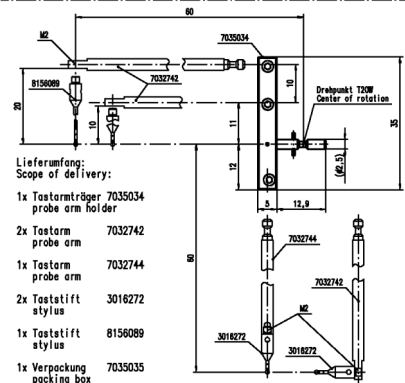 60
M2
7035034
8156089
7032742
20
10
10
11
12
35
Drehpunkt T20W
Center of rotation
(ø2,5)
5
12,9
60
7032744
7032742
M2
3016272
3016272
Lieferumfang:
Scope of delivery:
1x Tastarmträger 7035034
probe arm holder
2x Tastarm 7032742
probe arm
1x Tastarm 7032744
probe arm
2x Taststift 3016272
stylus
1x Taststift 8156089
stylus
1x Verpackung 7035035
packing box